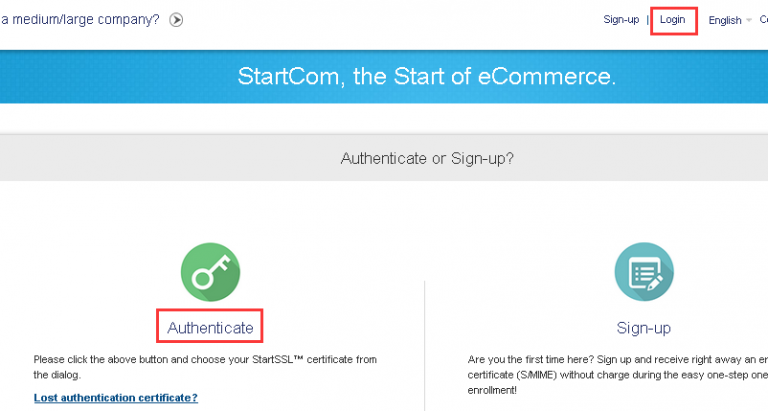 a medium/large company?
Sign-up | Login English
StartCom, the Start of eCommerce.
Authenticate or Sign-up?
Authenticate
Please click the above button and choose your StartSSL™ certificate from
the dialog.
Lost authentication certificate?
Sign-up
Are you the first time here? Sign up and receive right away an
certificate (S/MIME) without charge during the easy one-step one
enrollment!